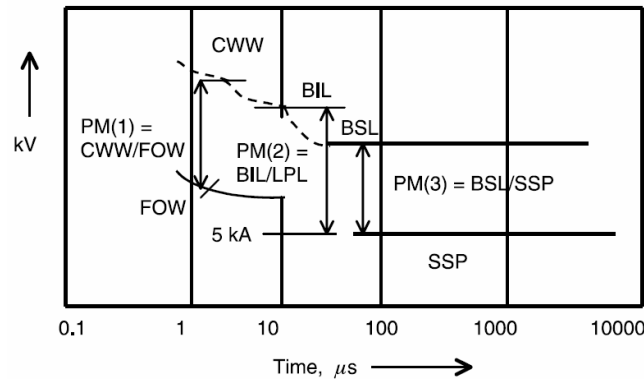 CWW
BIL
BSL
kV
PM(1) =
CWW/FOW
PM(2) =
BIL/LPL
PM(3) = BSL/SSP
FOW
5 kA
SSP
0.1 1 10 100 1000 10000
Time, μs